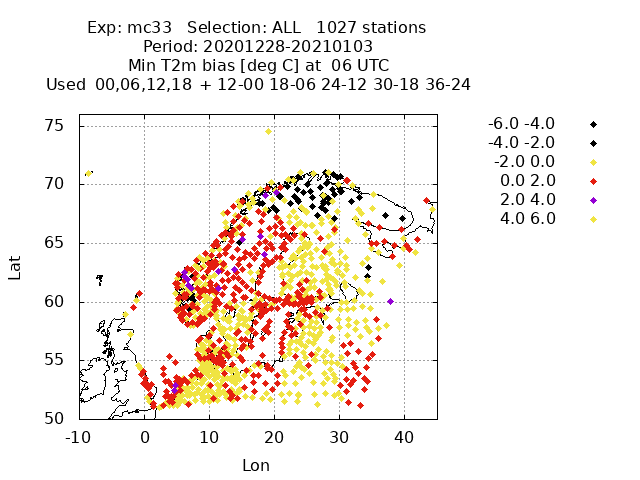 Exp: mc33   Selection: ALL   1027 stations
Period: 20201228-20210103
Min T2m bias [deg C] at  06 UTC
Used  00,06,12,18  + 12-00 18-06 24-12 30-18 36-24
75
70
65
60
55
50
-10 0 10 20 30 40
Lat
Lon
-6.0 -4.0
-4.0 -2.0
-2.0 0.0
0.0 2.0
2.0 4.0
4.0 6.0